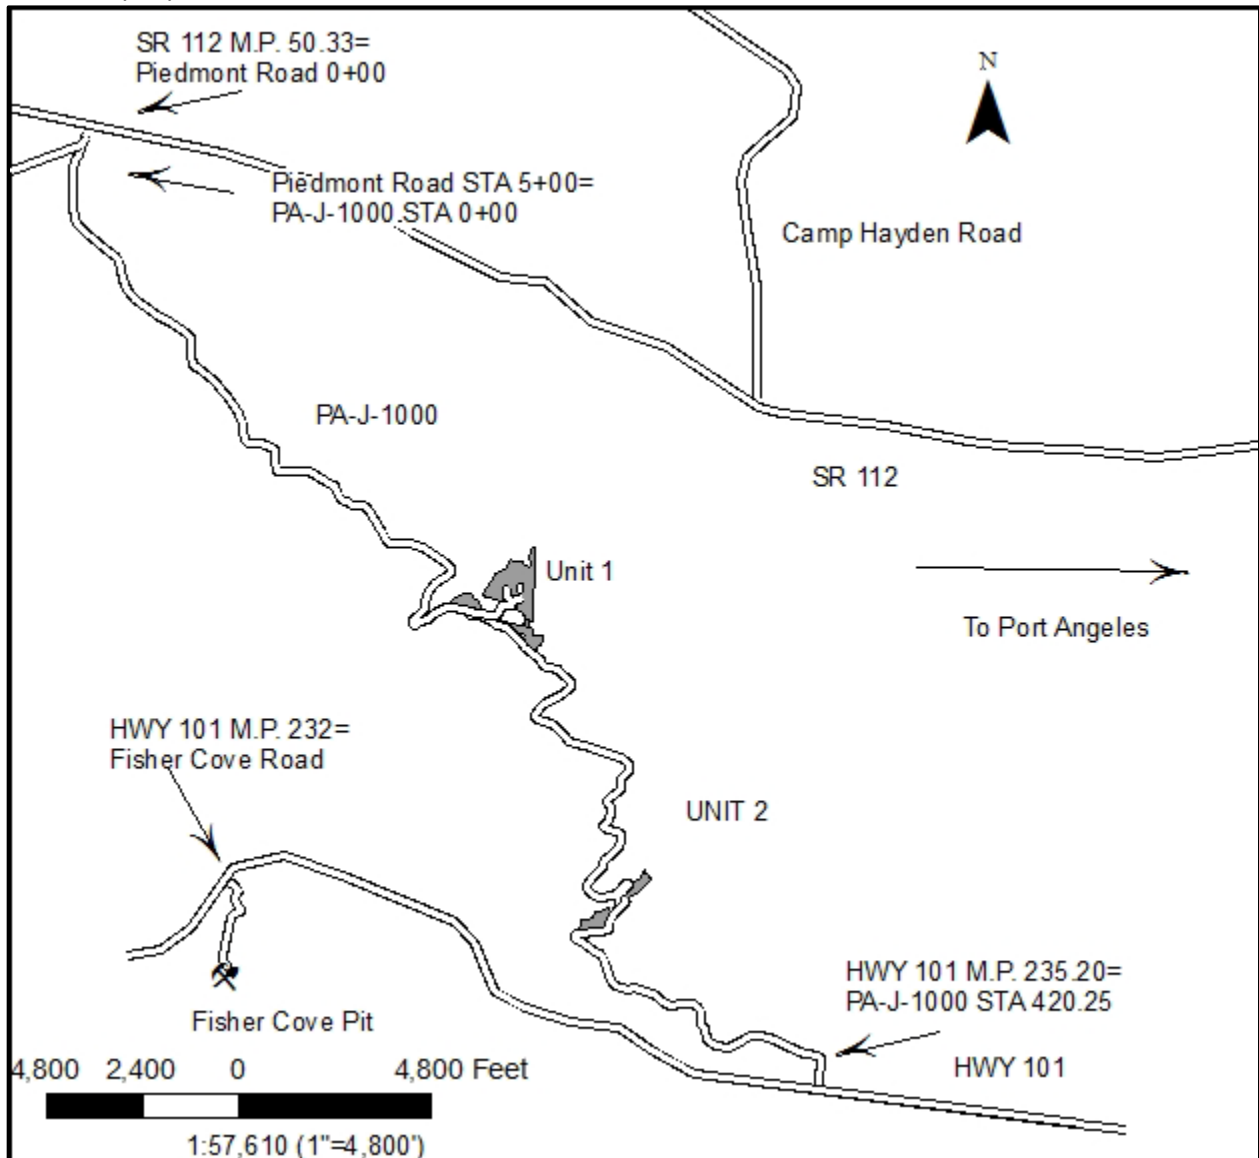 SR 112 M.P. 50.33=
Piedmont Road 0+00
N
Piedmont Road STA 5+00=
PA-J-1000 STA 0+00
Camp Hayden Road
PA-J-1000
SR 112
Unit 1
To Port Angeles
HWY 101 M.P. 232=
Fisher Cove Road
UNIT 2
HWY 101 M.P. 235.20=
PA-J-1000 STA 420.25
Fisher Cove Pit
HWY 101
4,800 2,400 0 4,800 Feet
1:57,610 (1"=4,800')